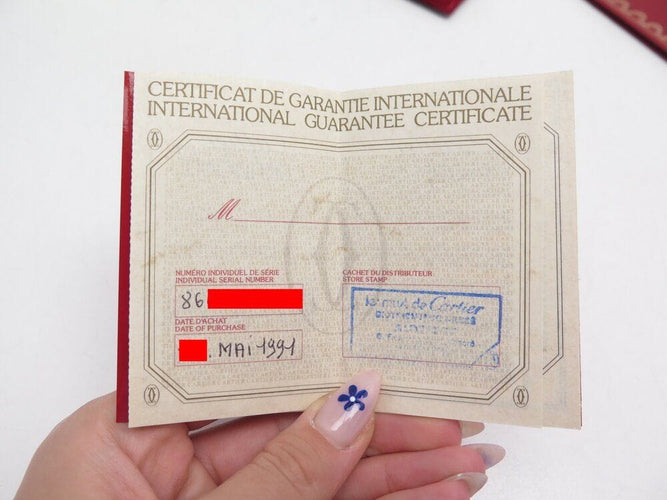 CERTIFICAT DE GARANTIE INTERNATIONALE
INTERNATIONAL GUARANTEE CERTIFICATE
M
NUMÉRO INDIVIDUEL DE SÉRIE
INDIVIDUAL SERIAL NUMBER
86
DATE D'ACHAT
DATE OF PURCHASE
. MAI 1991
CACHET DU DISTRIBUTEUR
STORE STAMP
les must de Cartier